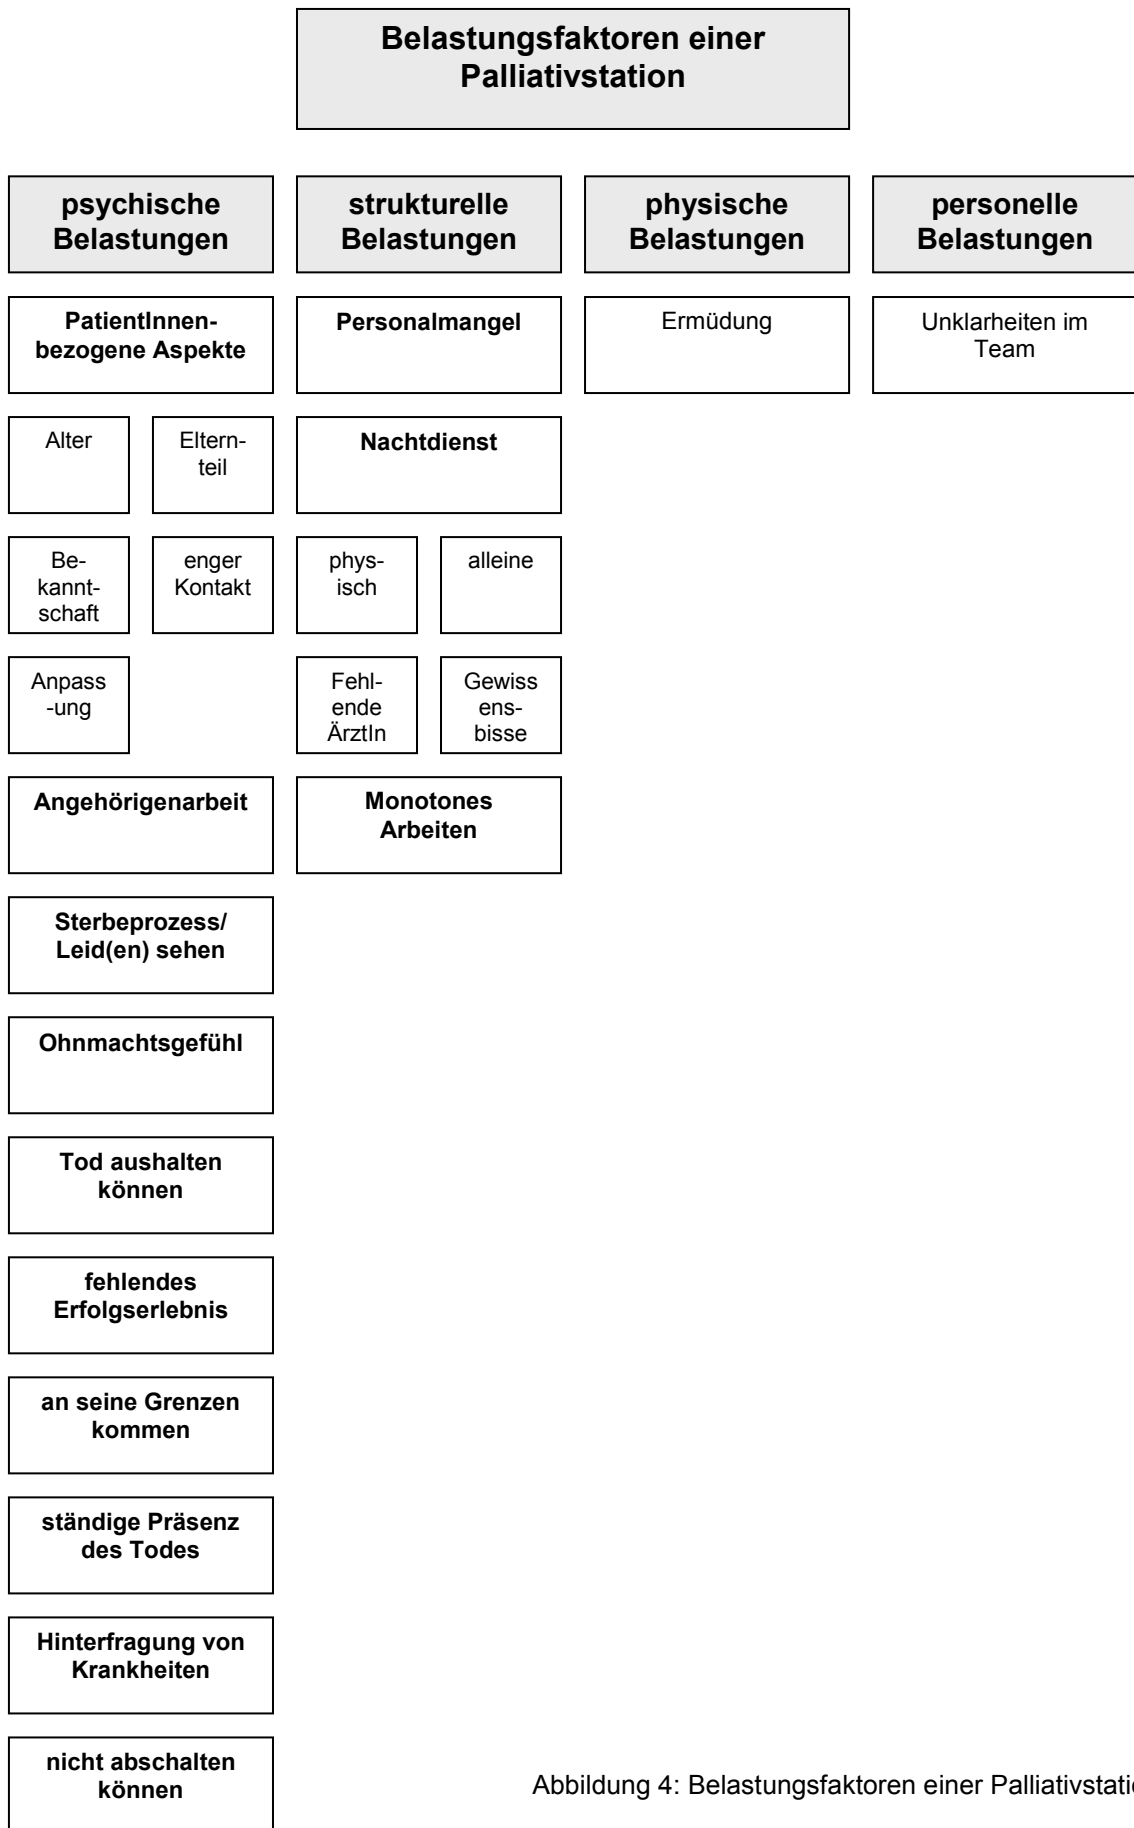 Belastungsfaktoren einer
Palliativstation
psychische
Belastungen
strukturelle
Belastungen
physische
Belastungen
personelle
Belastungen
PatientInnen-
bezogene Aspekte
Personalmangel
Ermüdung
Unklarheiten im
Team
Alter
Eltern-
teil
Nachtdienst
Be-
kannt-
schaft
enger
Kontakt
phys-
isch
alleine
Anpass
-ung
Fehl-
ende
ÄrztIn
Gewiss
ens-
bisse
Angehörigenarbeit
Monotones
Arbeiten
Sterbeprozess/
Leid(en) sehen
Ohnmachtsgefühl
Tod aushalten
können
fehlendes
Erfolgserlebnis
an seine Grenzen
kommen
ständige Präsenz
des Todes
Hinterfragung von
Krankheiten
nicht abschalten
können
Abbildung 4: Belastungsfaktoren einer